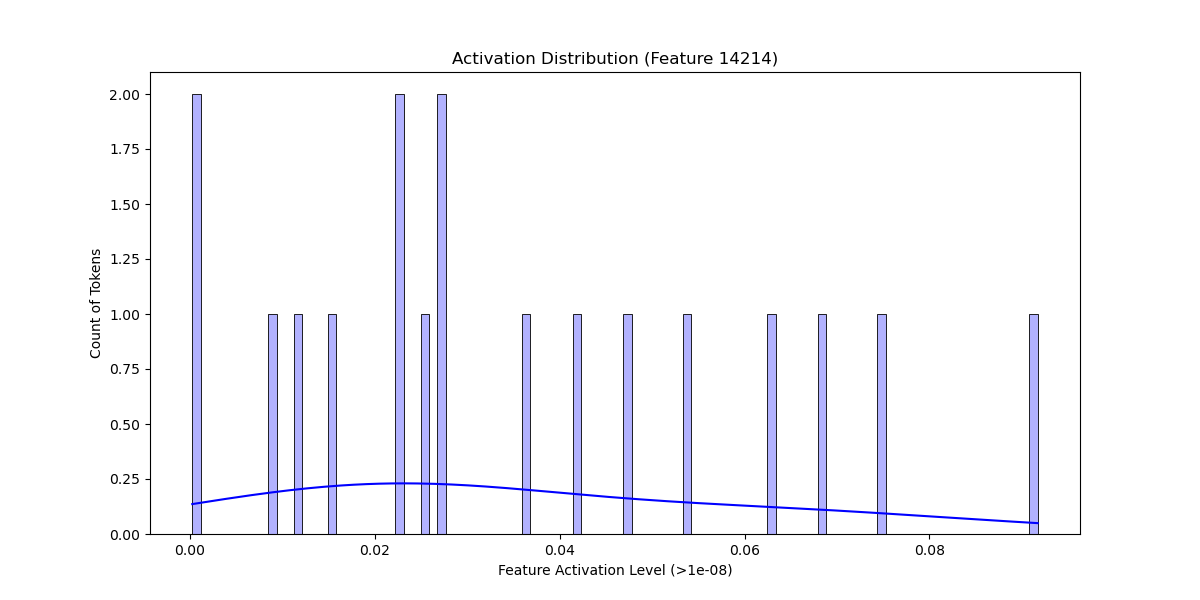 Activation Distribution (Feature 14214)
Count of Tokens
2.00
1.75
1.50
1.25
1.00
0.75
0.50
0.25
0.00
0.00 0.02 0.04 0.06 0.08
Feature Activation Level (>1e-08)